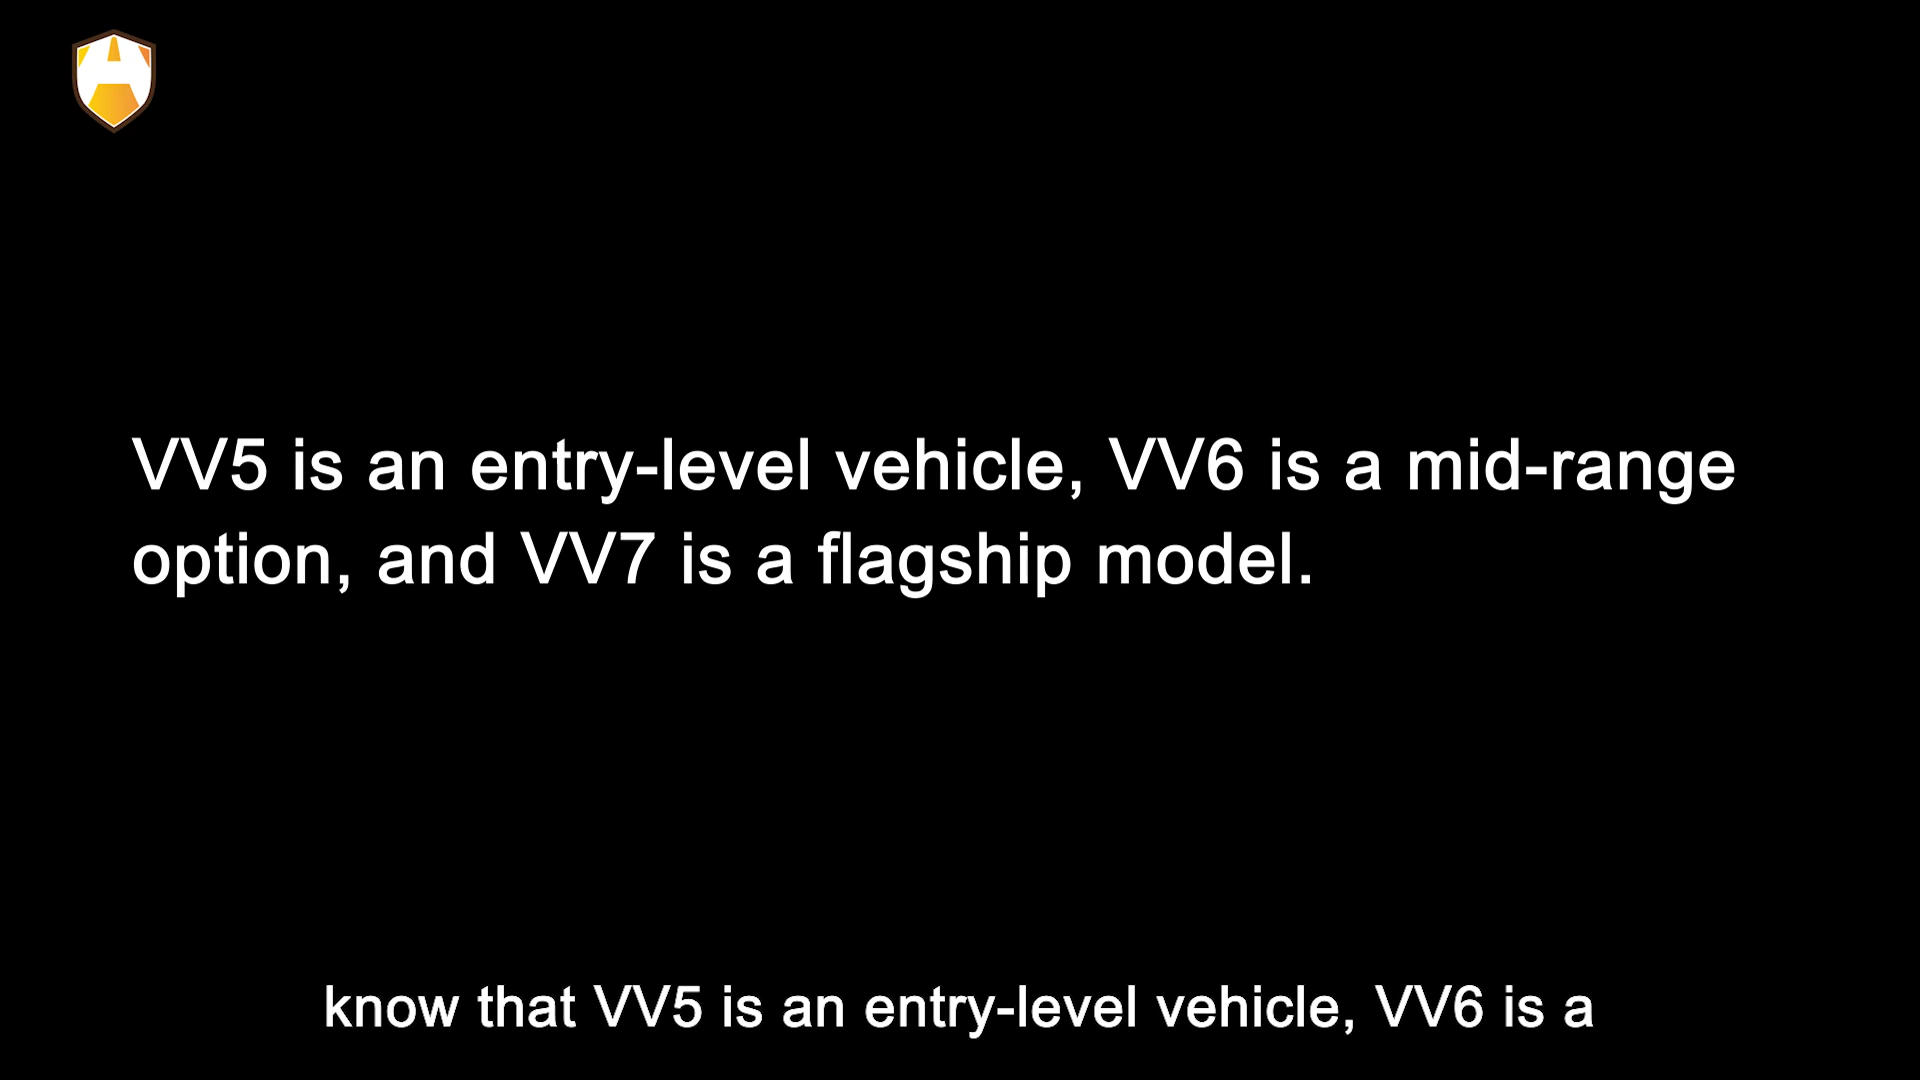 VV5 is an entry-level vehicle, VV6 is a mid-range
option, and VV7 is a flagship model.
know that VV5 is an entry-level vehicle, VV6 is a